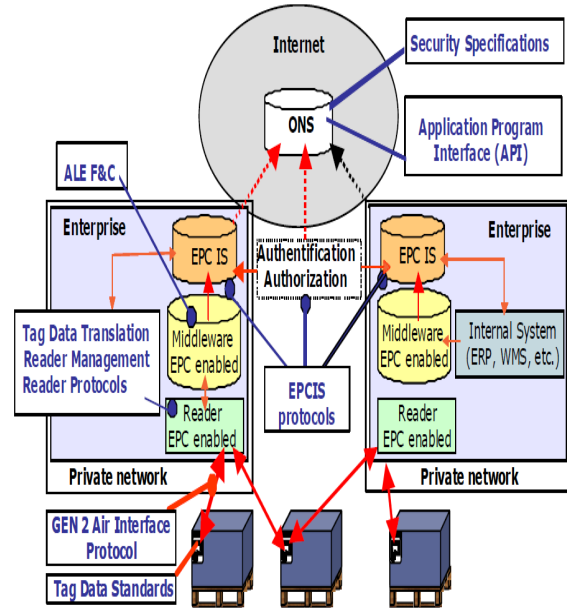 Internet
Security Specifications
ONS
Application Program
Interface (API)
ALE F&C
Enterprise
EPC IS
Authentification
Authorization
Enterprise
EPC IS
Tag Data Translation
Reader Management
Reader Protocols
Middleware
EPC enabled
Middleware
EPC enabled
Internal System
(ERP, WMS, etc.)
EPCIS
protocols
Reader
EPC enabled
Reader
EPC enabled
Private network
Private network
GEN 2 Air Interface
Protocol
Tag Data Standards